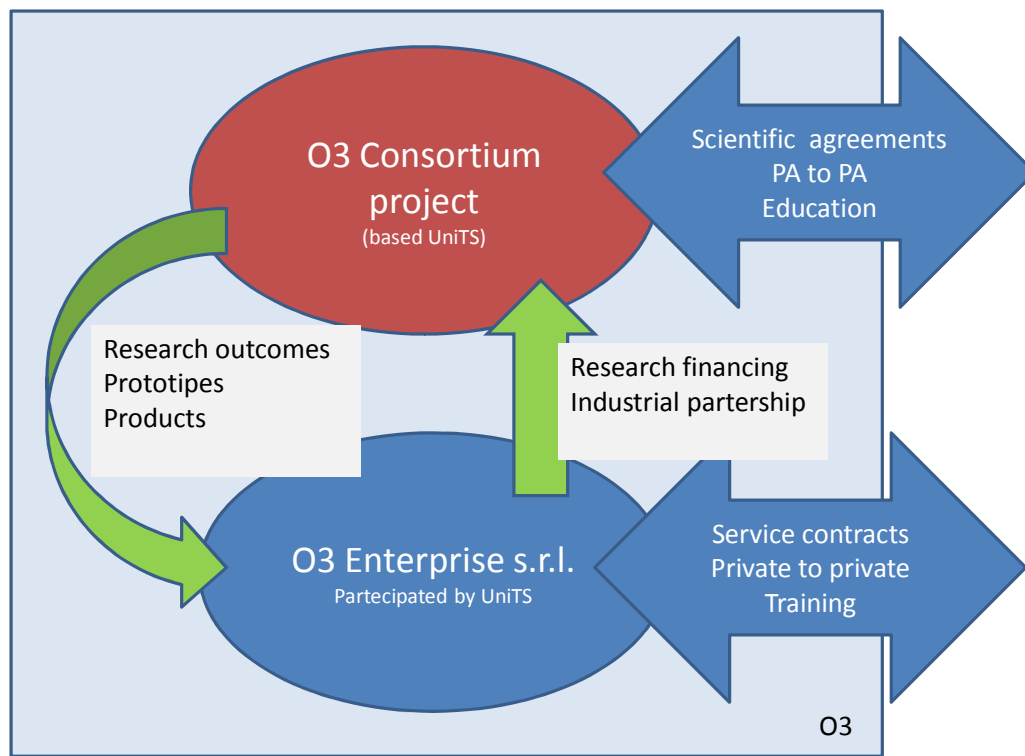 O3 Consortium
project
(based UniTS)
Scientific agreements
PA to PA
Education
Research outcomes
Prototipes
Products
Research financing
Industrial partership
O3 Enterprise s.r.l.
Partecipated by UniTS
Service contracts
Private to private
Training
O3